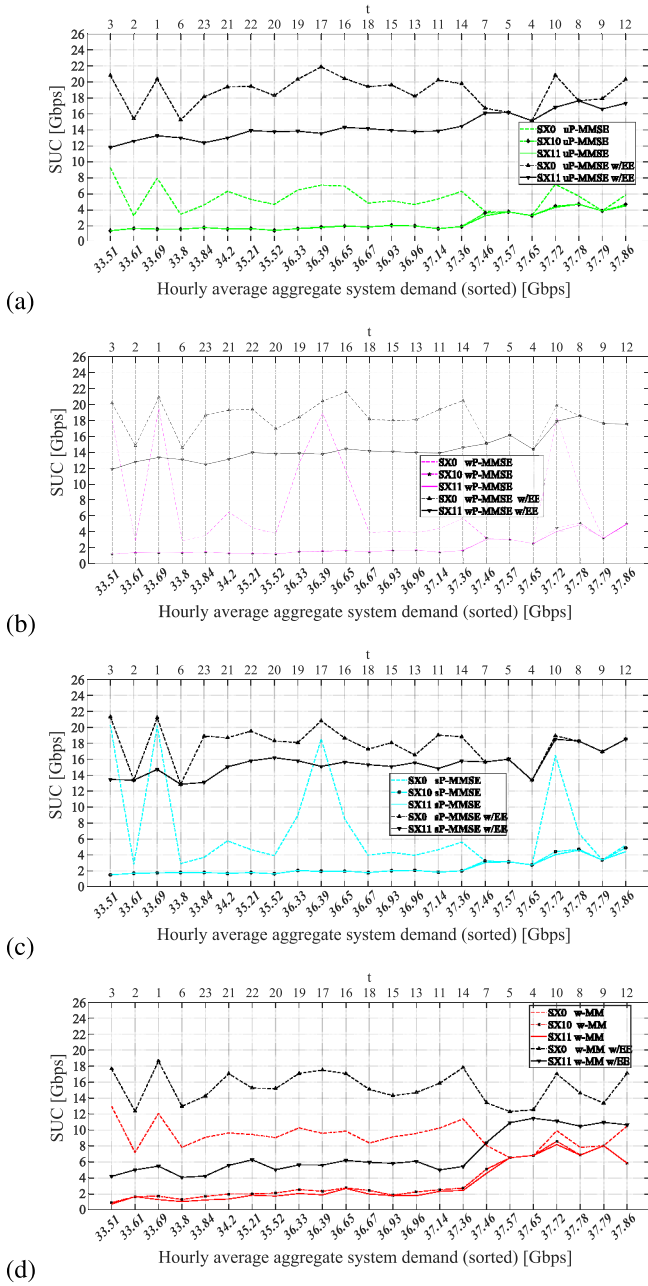 t
3 2 1 6 23 21 22 20 19 17 16 18 15 13 11 14 7 5 4 10 8 9 12
26
24
22
20
18
16
14
12
10
8
6
4
2
0
SUC [Gbps]
SX0 uP-MMSE
SX10 uP-MMSE
SX11 uP-MMSE
SX0 uP-MMSE w/EE
SX11 uP-MMSE w/EE
33.51 33.61 33.69 33.8 33.84 34.2 35.21 35.52 36.33 36.39 36.65 36.67 36.93 36.96 37.14 37.36 37.46 37.57 37.65 37.72 37.78 37.79 37.86
Hourly average aggregate system demand (sorted) [Gbps]
(a)
t
3 2 1 6 23 21 22 20 19 17 16 18 15 13 11 14 7 5 4 10 8 9 12
26
24
22
20
18
16
14
12
10
8
6
4
2
0
SUC [Gbps]
SX0 wP-MMSE
SX10 wP-MMSE
SX11 wP-MMSE
SX0 wP-MMSE w/EE
SX11 wP-MMSE w/EE
33.51 33.61 33.69 33.8 33.84 34.2 35.21 35.52 36.33 36.39 36.65 36.67 36.93 36.96 37.14 37.36 37.46 37.57 37.65 37.72 37.78 37.79 37.86
Hourly average aggregate system demand (sorted) [Gbps]
(b)
t
3 2 1 6 23 21 22 20 19 17 16 18 15 13 11 14 7 5 4 10 8 9 12
26
24
22
20
18
16
14
12
10
8
6
4
2
0
SUC [Gbps]
SX0 sP-MMSE
SX10 sP-MMSE
SX11 sP-MMSE
SX0 sP-MMSE w/EE
SX11 sP-MMSE w/EE
33.51 33.61 33.69 33.8 33.84 34.2 35.21 35.52 36.33 36.39 36.65 36.67 36.93 36.96 37.14 37.36 37.46 37.57 37.65 37.72 37.78 37.79 37.86
Hourly average aggregate system demand (sorted) [Gbps]
(c)
t
3 2 1 6 23 21 22 20 19 17 16 18 15 13 11 14 7 5 4 10 8 9 12
26
24
22
20
18
16
14
12
10
8
6
4
2
0
SUC [Gbps]
SX0 w-MM
SX10 w-MM
SX11 w-MM
SX0 w-MM w/EE
SX11 w-MM w/EE
33.51 33.61 33.69 33.8 33.84 34.2 35.21 35.52 36.33 36.39 36.65 36.67 36.93 36.96 37.14 37.36 37.46 37.57 37.65 37.72 37.78 37.79 37.86
Hourly average aggregate system demand (sorted) [Gbps]
(d)